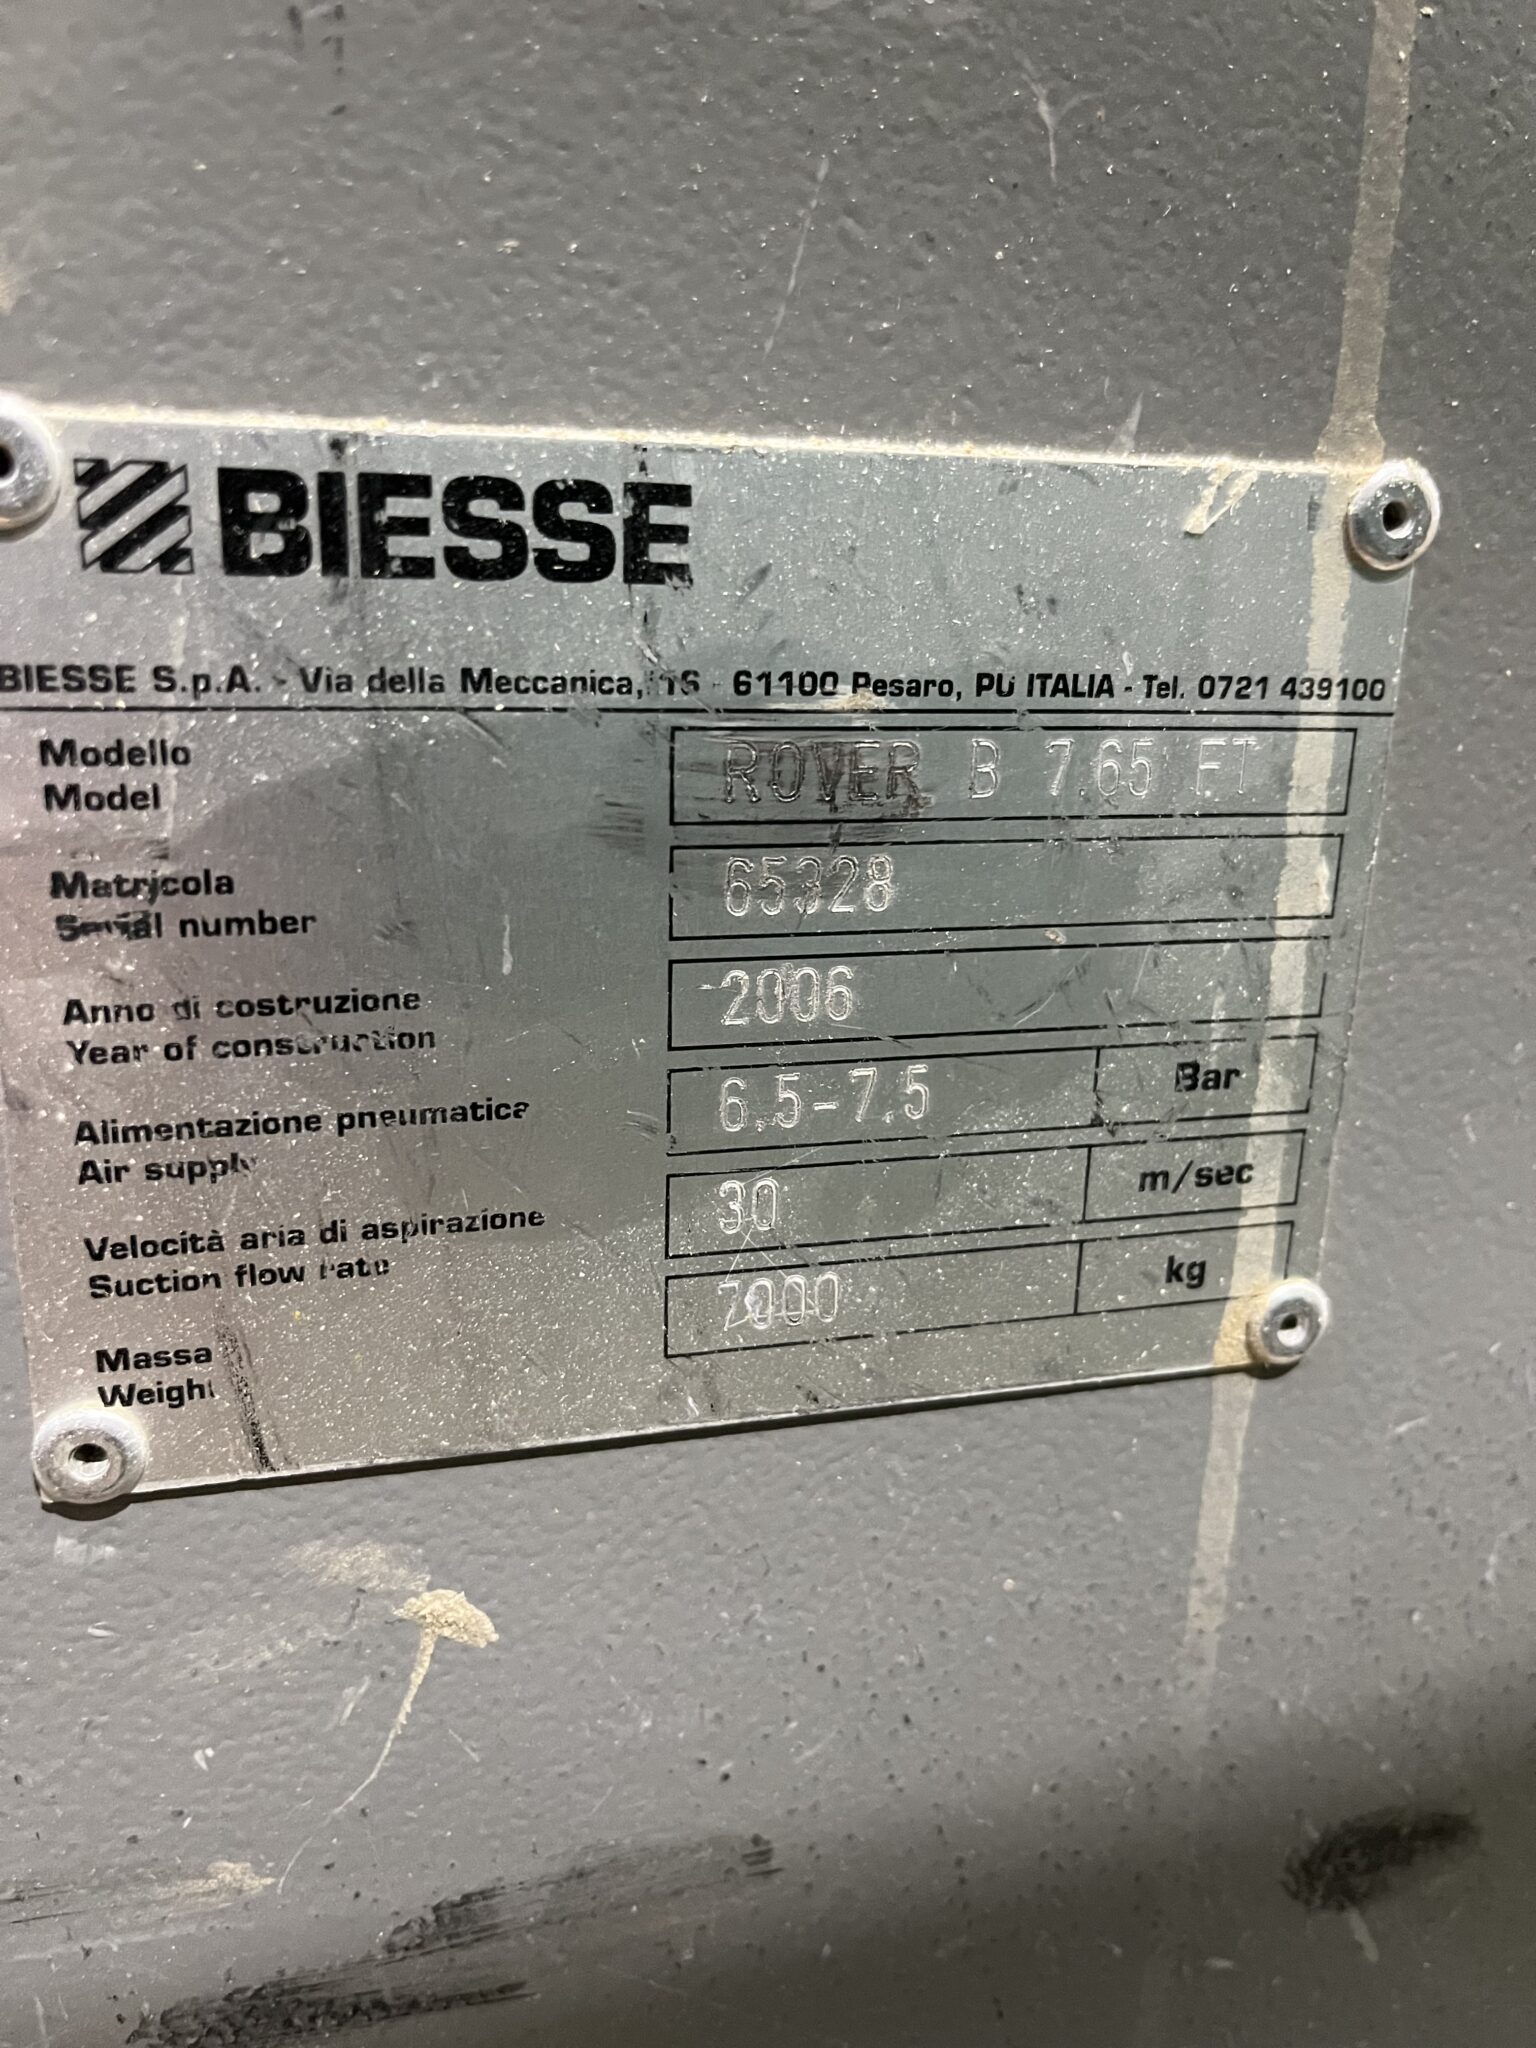 BIESSE
BIESSE S.p.A. - Via della Meccanica, 16 - 61100 Pesaro, PU ITALIA - Tel. 0721 439100
Modello
Model
ROVER B 7.65 FT
Matricola
Serial number
65328
Anno di costruzione
Year of construction
2006
Alimentazione pneumatica
Air supply
6.5-7.5 Bar
Velocità aria di aspirazione
Suction flow rate
30 m/sec
Massa
Weight
kg